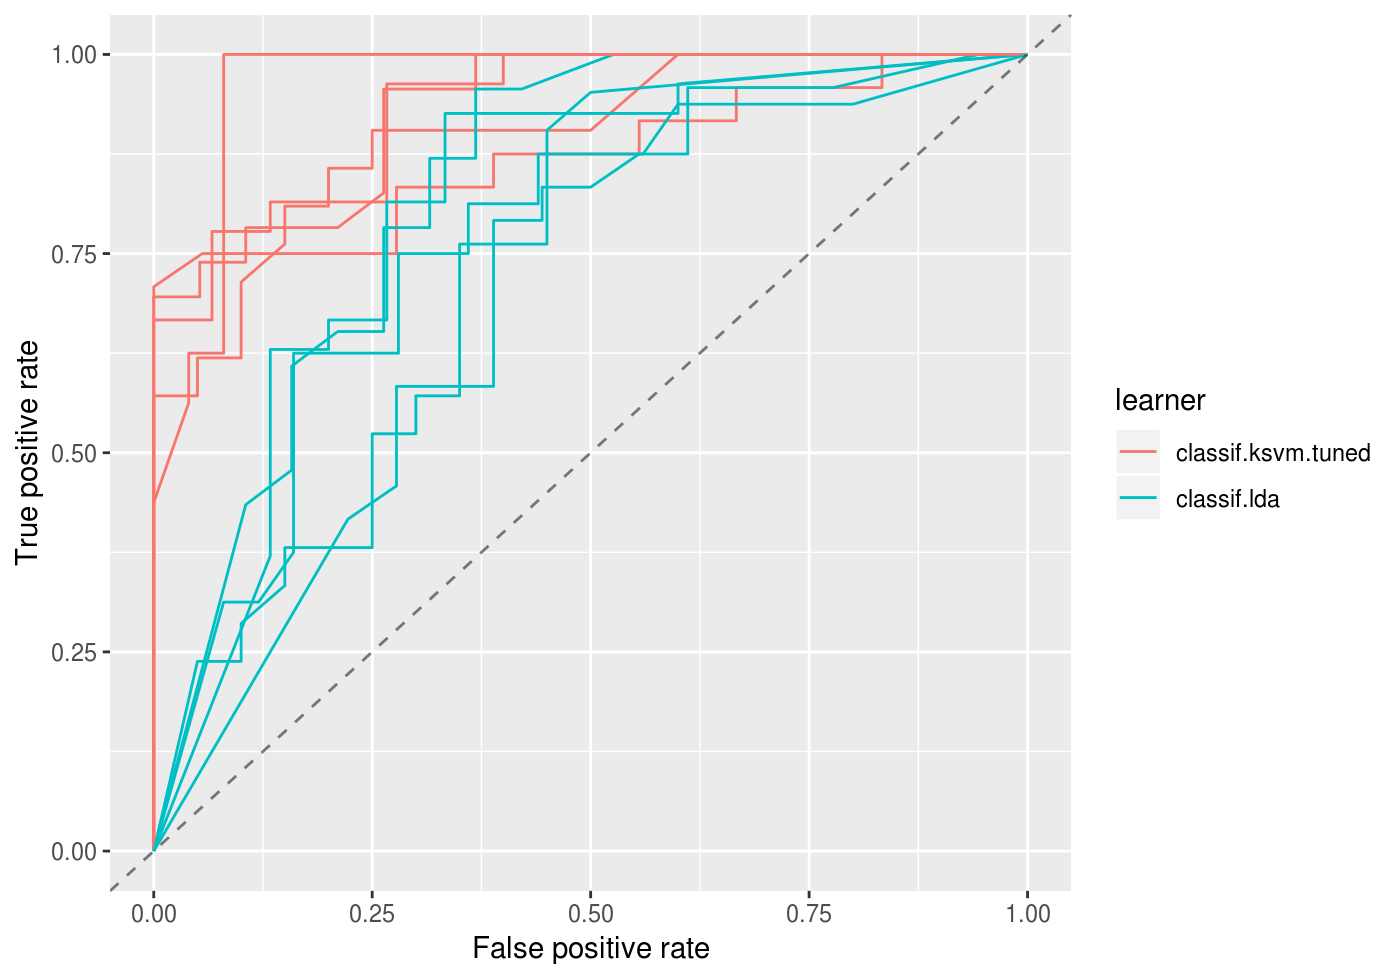 1.00
0.75
0.50
0.25
0.00
True positive rate
0.00 0.25 0.50 0.75 1.00
False positive rate
learner
classif.ksvm.tuned
classif.lda